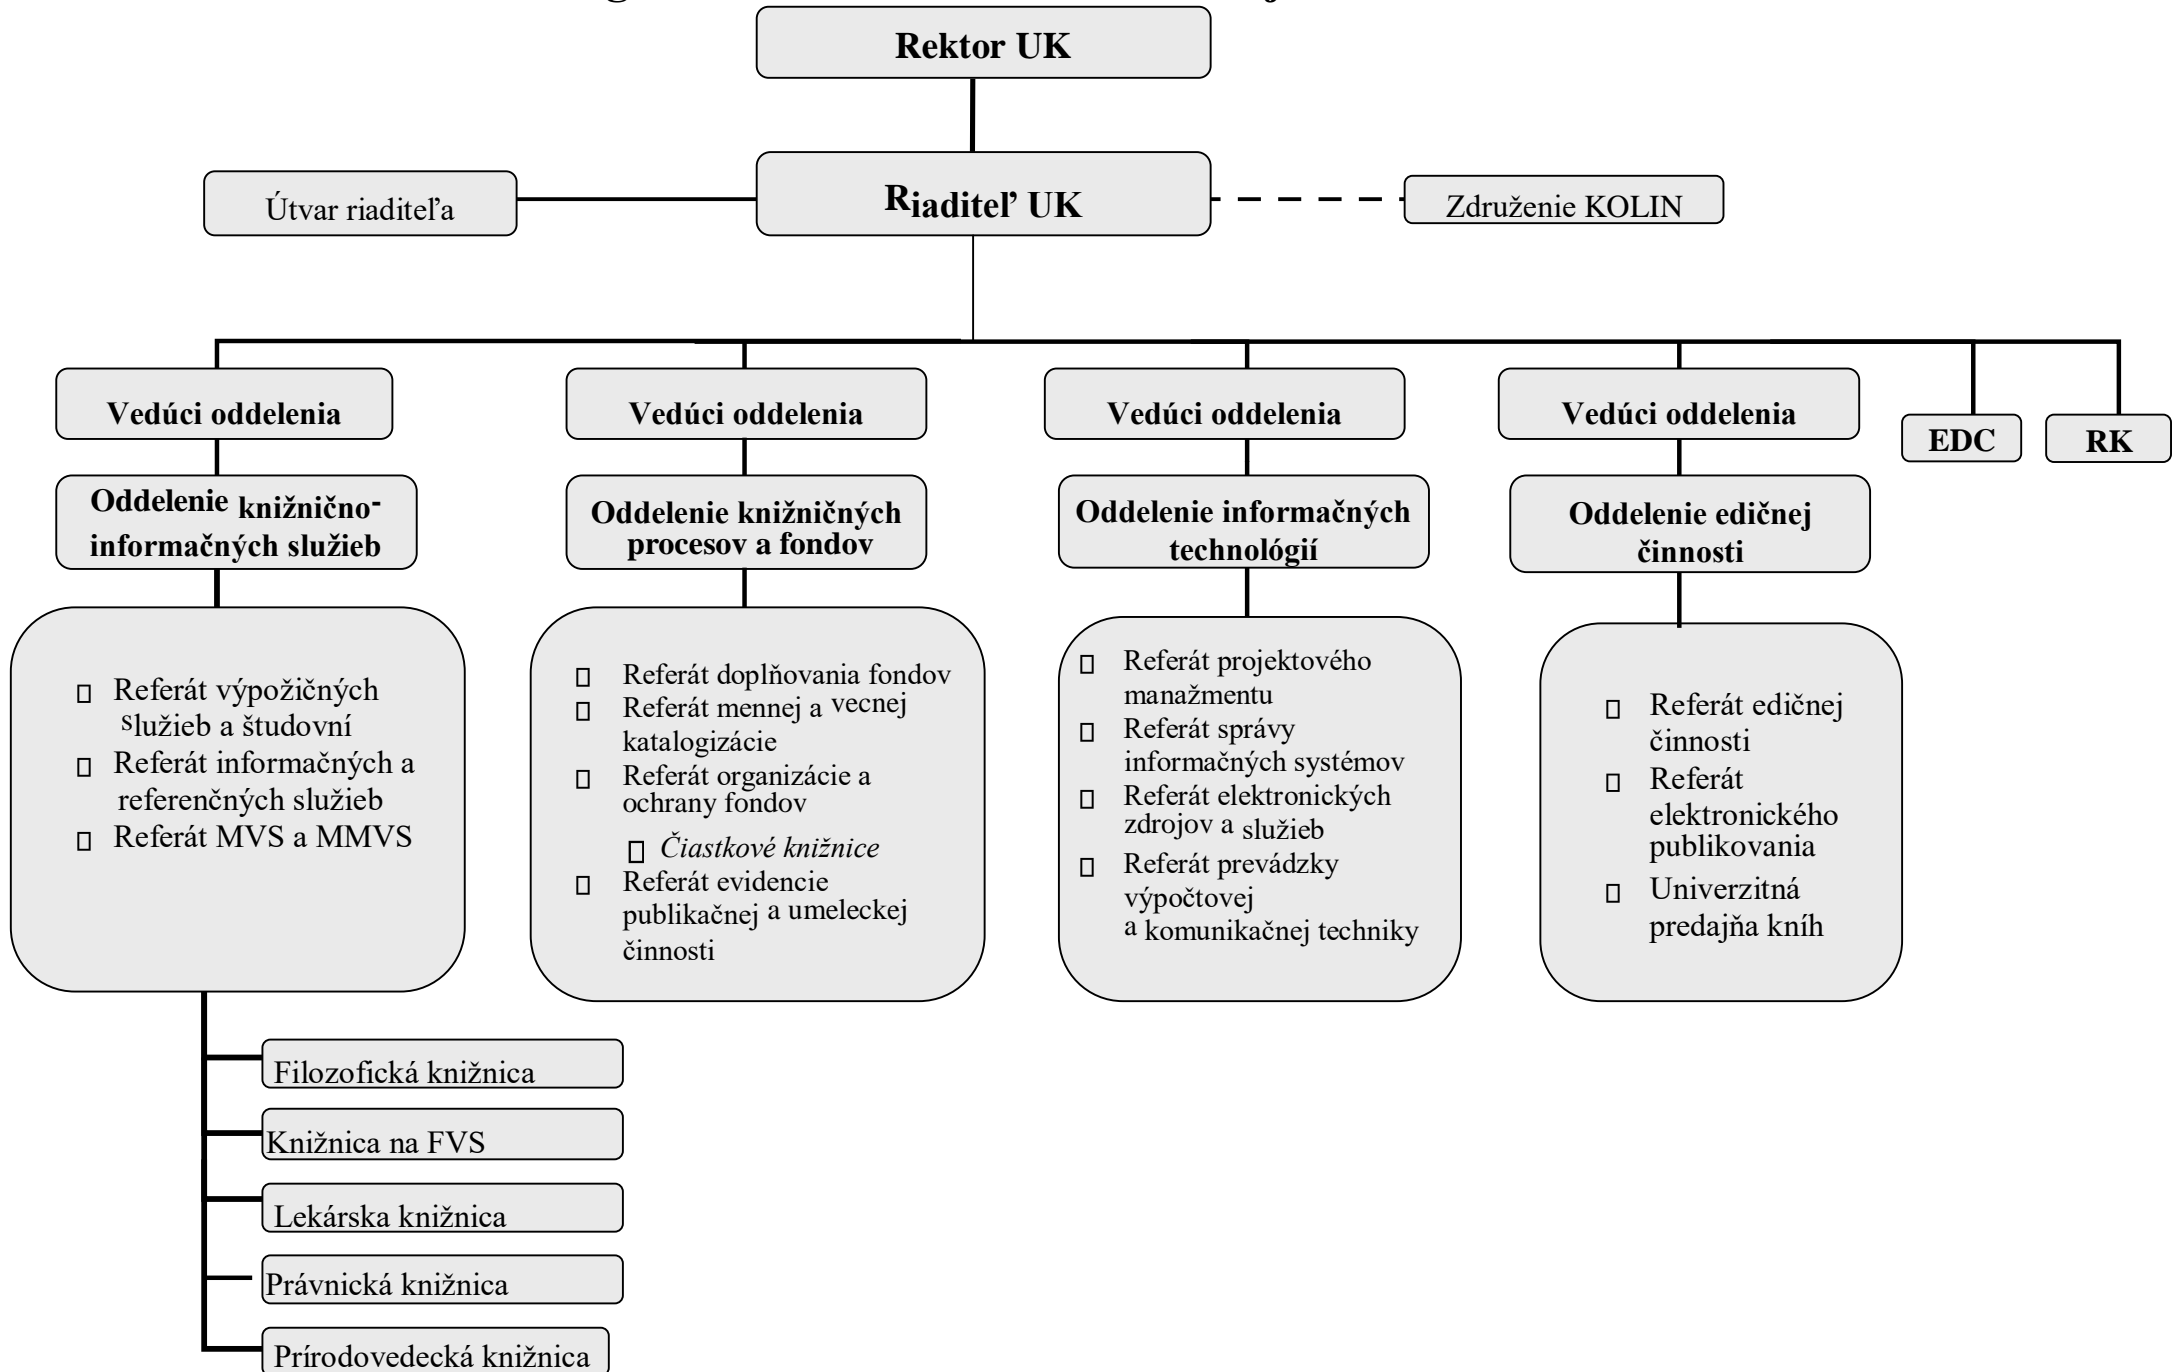 Rektor UK
Riaditeľ UK
Útvar riaditeľa
Združenie KOLIN
Vedúci oddelenia
Vedúci oddelenia
Vedúci oddelenia
Vedúci oddelenia
EDC
RK
Oddelenie knižnično-
informačných služieb
Oddelenie knižničných
procesov a fondov
Oddelenie informačných
technológií
Oddelenie edičnej
činnosti
Referát výpožičných
služieb a študovní
Referát informačných a
referenčných služieb
Referát MVS a MMVS
Referát doplňovania fondov
Referát mennej a vecnej
katalogizácie
Referát organizácie a
ochrany fondov
Čiastkové knižnice
Referát evidencie
publikačnej a umeleckej
činnosti
Referát projektového
manažmentu
Referát správy
informačných systémov
Referát elektronických
zdrojov a služieb
Referát prevádzky
výpočtovej
a komunikačnej techniky
Referát edičnej
činnosti
Referát
elektronického
publikovania
Univerzitná
predajňa kníh
Filozofická knižnica
Knižnica na FVS
Lekárska knižnica
Právnická knižnica
Prírodovedecká knižnica